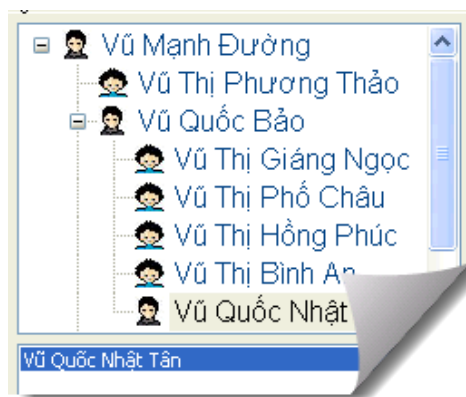 Vũ Mạnh Đường
Vũ Thị Phương Thảo
Vũ Quốc Bảo
Vũ Thị Giáng Ngọc
Vũ Thị Phố Châu
Vũ Thị Hồng Phúc
Vũ Thị Bình An
Vũ Quốc Nhật
Vũ Quốc Nhật Tân